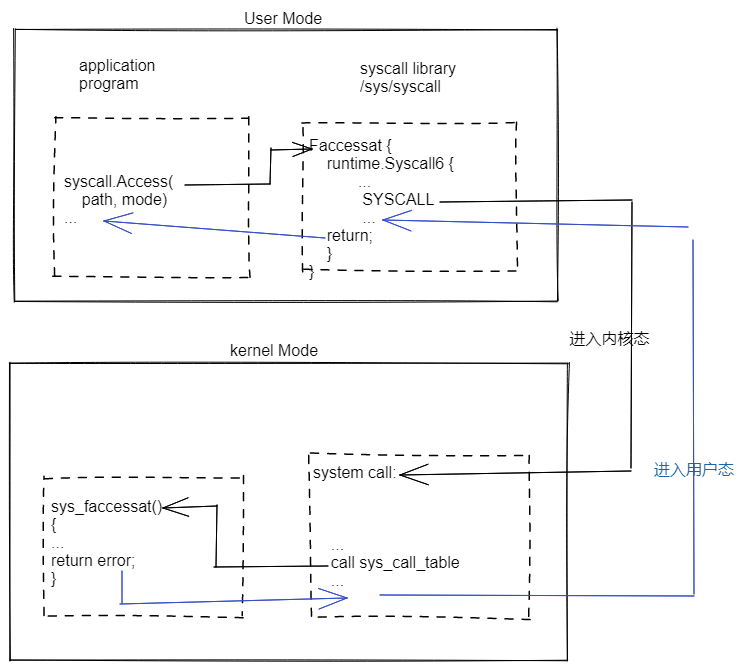 User Mode
application
program
syscall library
/sys/syscall
syscall.Access(
path, mode)
...
Faccessat {
runtime.Syscall6 {
...
SYSCALL
...
return;
}
}
进入内核态
kernel Mode
进入用户态
sys_faccessat()
{
...
return error;
}
system call:
...
call sys_call_table
...